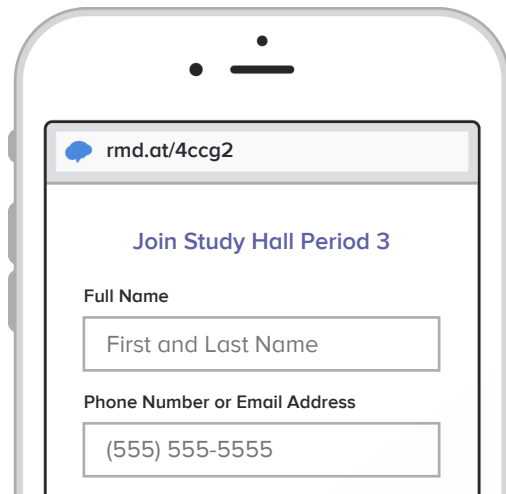 rmd.at/4ccg2
Join Study Hall Period 3
Full Name
First and Last Name
Phone Number or Email Address
(555) 555-5555